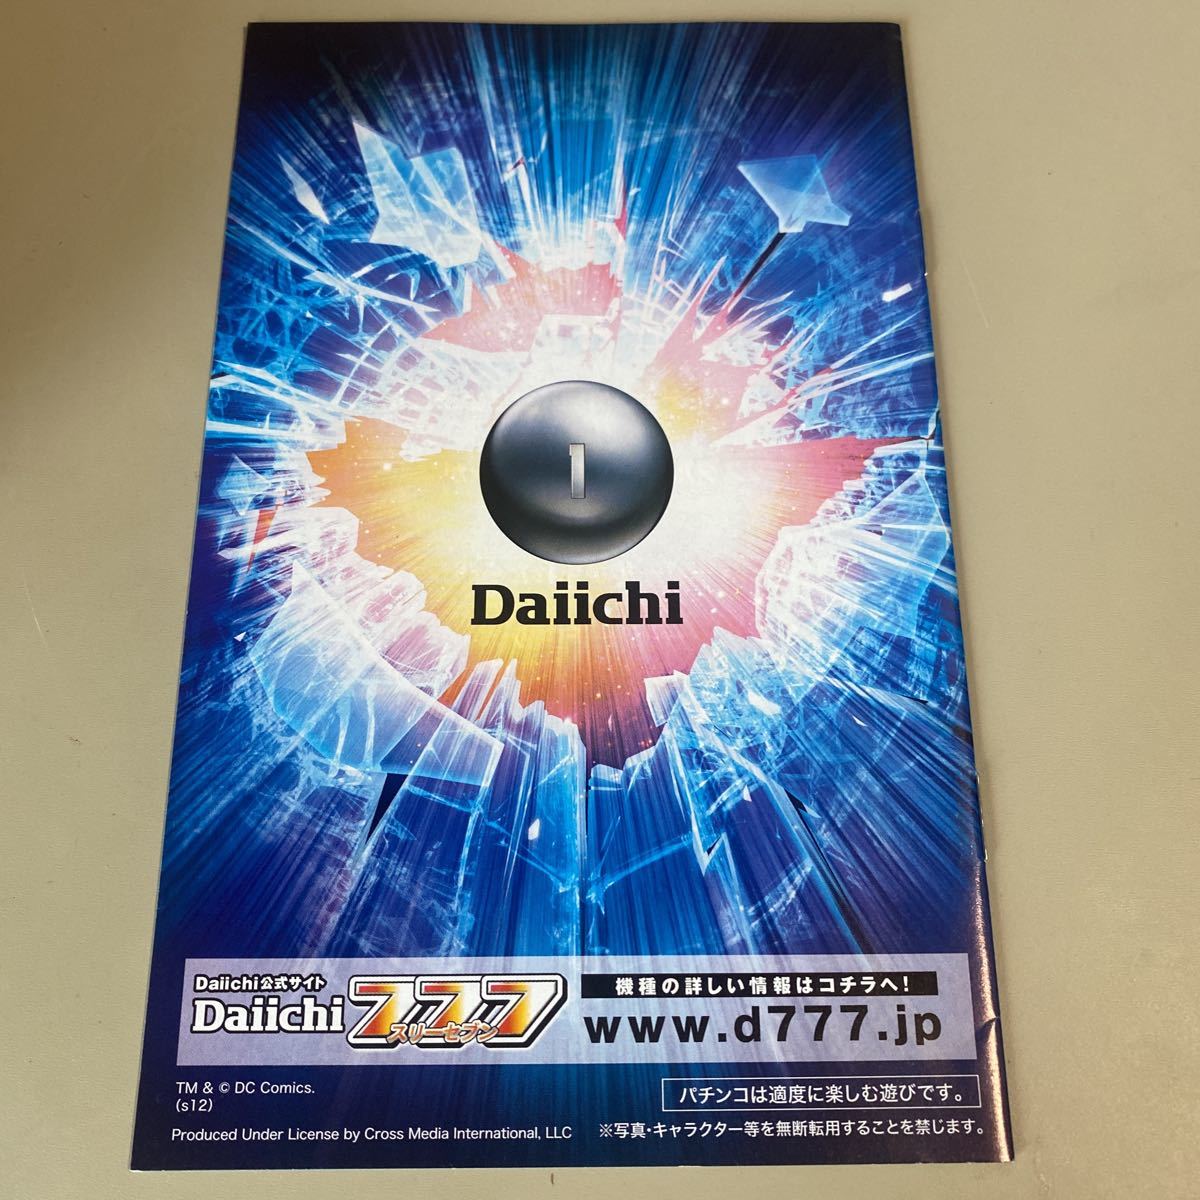 1
Daiichi
Daiichi公式サイト
Daiichi 777
スリーセブン
機種の詳しい情報はコチラへ!
www.d777.jp
TM & © DC Comics.
(s12)
パチンコは適度に楽しむ遊びです。
Produced Under License by Cross Media International, LLC
※写真・キャラクター等を無断転用することを禁じます。